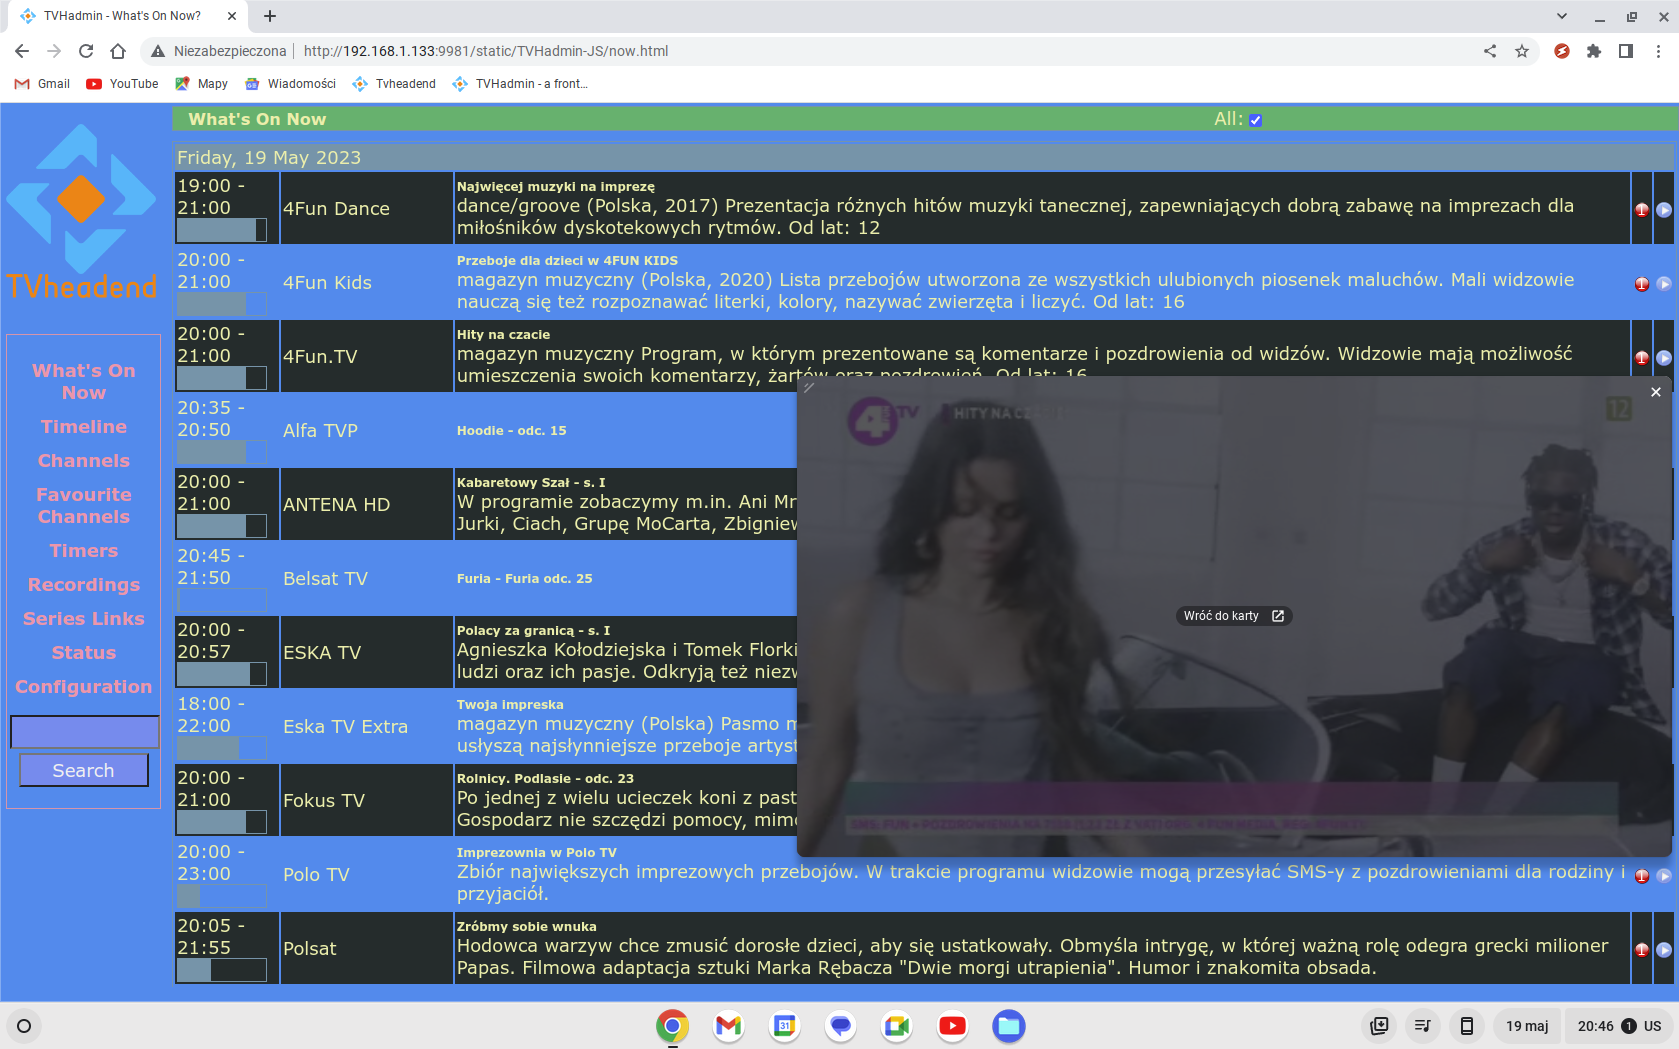 TVHadmin - What's On Now?
Niezabezpieczona
http://192.168.1.133:9981/static/TVHadmin-JS/now.html
Gmail
YouTube
Mapy
Wiadomości
Tvheadend
TVHadmin - a front…
TVheadend
What's On
Now
Timeline
Channels
Favourite
Channels
Timers
Recordings
Series Links
Status
Configuration
Search
What's On Now
All:
Friday, 19 May 2023
19:00 -
21:00
4Fun Dance
Najwięcej muzyki na imprezę
dance/groove (Polska, 2017) Prezentacja różnych hitów muzyki tanecznej, zapewniających dobrą zabawę na imprezach dla
miłośników dyskotekowych rytmów. Od lat: 12
20:00 -
21:00
4Fun Kids
Przeboje dla dzieci w 4FUN KIDS
magazyn muzyczny (Polska, 2020) Lista przebojów utworzona ze wszystkich ulubionych piosenek maluchów. Mali widzowie
nauczą się też rozpoznawać literki, kolory, nazywać zwierzęta i liczyć. Od lat: 16
20:00 -
21:00
4Fun.TV
Hity na czacie
magazyn muzyczny Program, w którym prezentowane są komentarze i pozdrowienia od widzów. Widzowie mają możliwość
umieszczenia swoich komentarzy, żartów oraz pozdrowień. Od lat: 16
20:35 -
20:50
Alfa TVP
Hoodie - odc. 15
20:00 -
21:00
ANTENA HD
Kabaretowy Szał - s. I
W programie zobaczymy m.in. Ani Mr
Jurki, Ciach, Grupę MoCarta, Zbigniew
20:45 -
21:50
Belsat TV
Furia - Furia odc. 25
20:00 -
20:57
ESKA TV
Polacy za granicą - s. I
Agnieszka Kołodziejska i Tomek Florki
ludzi oraz ich pasje. Odkryją też niezw
18:00 -
22:00
Eska TV Extra
Twoja impreska
magazyn muzyczny (Polska) Pasmo m
usłyszą najsłynniejsze przeboje artyst
20:00 -
21:00
Fokus TV
Rolnicy. Podlasie - odc. 23
Po jednej z wielu ucieczek koni z past
Gospodarz nie szczędzi pomocy, mimo
20:00 -
23:00
Polo TV
Imprezownia w Polo TV
Zbiór największych imprezowych przebojów. W trakcie programu widzowie mogą przesyłać SMS-y z pozdrowieniami dla rodziny i
przyjaciół.
20:05 -
21:55
Polsat
Zróbmy sobie wnuka
Hodowca warzyw chce zmusić dorosłe dzieci, aby się ustatkowały. Obmyśla intrygę, w której ważną rolę odegra grecki milioner
Papas. Filmowa adaptacja sztuki Marka Rębacza "Dwie morgi utrapienia". Humor i znakomita obsada.
4 TV
HITY NA CZACIE
12
Wróć do karty
31
19 maj
20:46
1
US